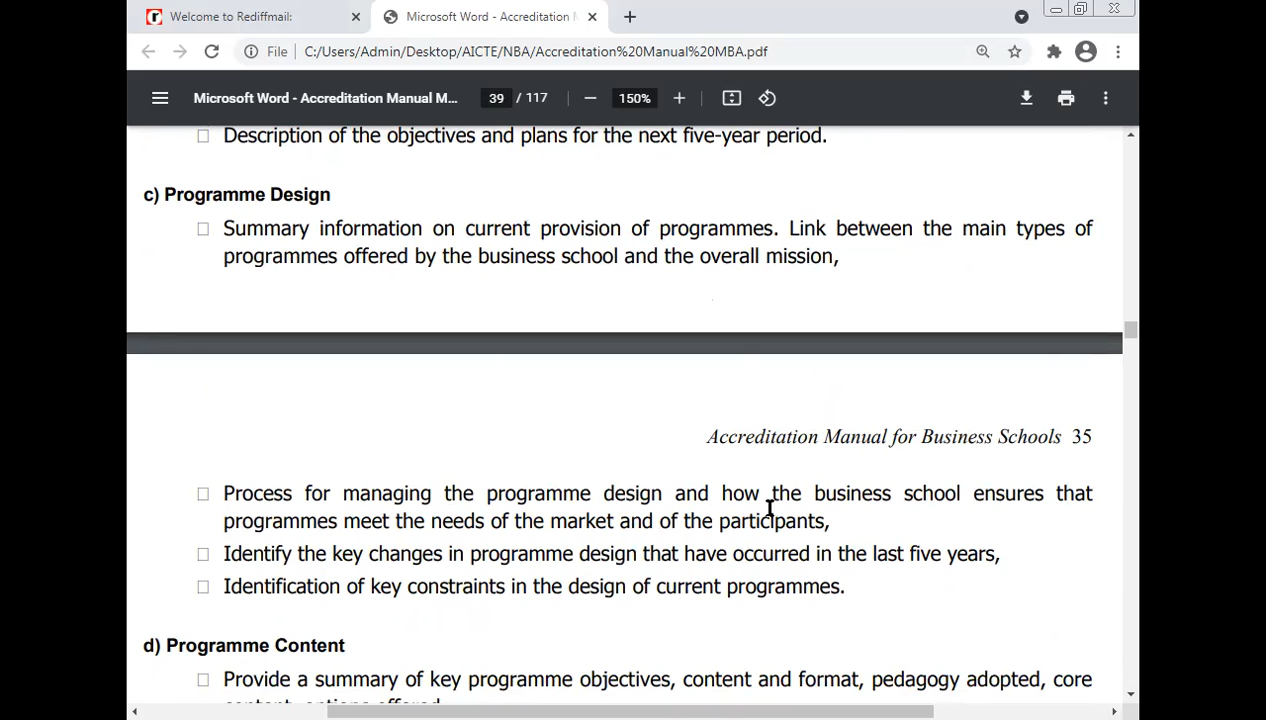 Welcome to Rediffmail:
Microsoft Word - Accreditation
File C:/Users/Admin/Desktop/AICTE/NBA/Accreditation%20Manual%20MBA.pdf
Microsoft Word - Accreditation Manual M... 39 / 117 150%
Description of the objectives and plans for the next five-year period.
c) Programme Design
Summary information on current provision of programmes. Link between the main types of
programmes offered by the business school and the overall mission,
Accreditation Manual for Business Schools 35
Process for managing the programme design and how the business school ensures that
programmes meet the needs of the market and of the participants,
Identify the key changes in programme design that have occurred in the last five years,
Identification of key constraints in the design of current programmes.
d) Programme Content
Provide a summary of key programme objectives, content and format, pedagogy adopted, core
content, options offered